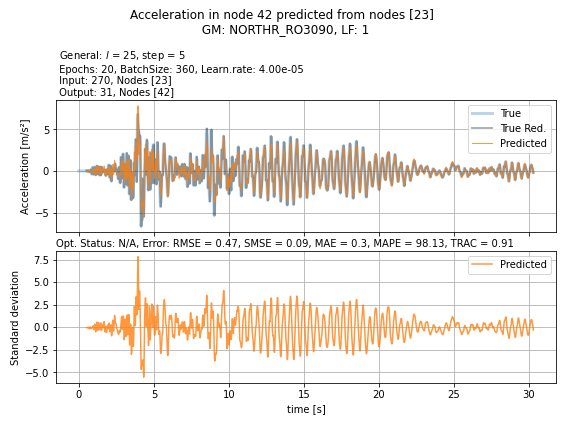 Acceleration in node 42 predicted from nodes [23]
GM: NORTHR_RO3090, LF: 1
General: l = 25, step = 5
Epochs: 20, BatchSize: 360, Learn.rate: 4.00e-05
Input: 270, Nodes [23]
Output: 31, Nodes [42]
Acceleration [m/s²]
5
0
−5
True
True Red.
Predicted
Opt. Status: N/A, Error: RMSE = 0.47, SMSE = 0.09, MAE = 0.3, MAPE = 98.13, TRAC = 0.91
Standard deviation
7.5
5.0
2.5
0.0
−2.5
−5.0
Predicted
0 5 10 15 20 25 30
time [s]